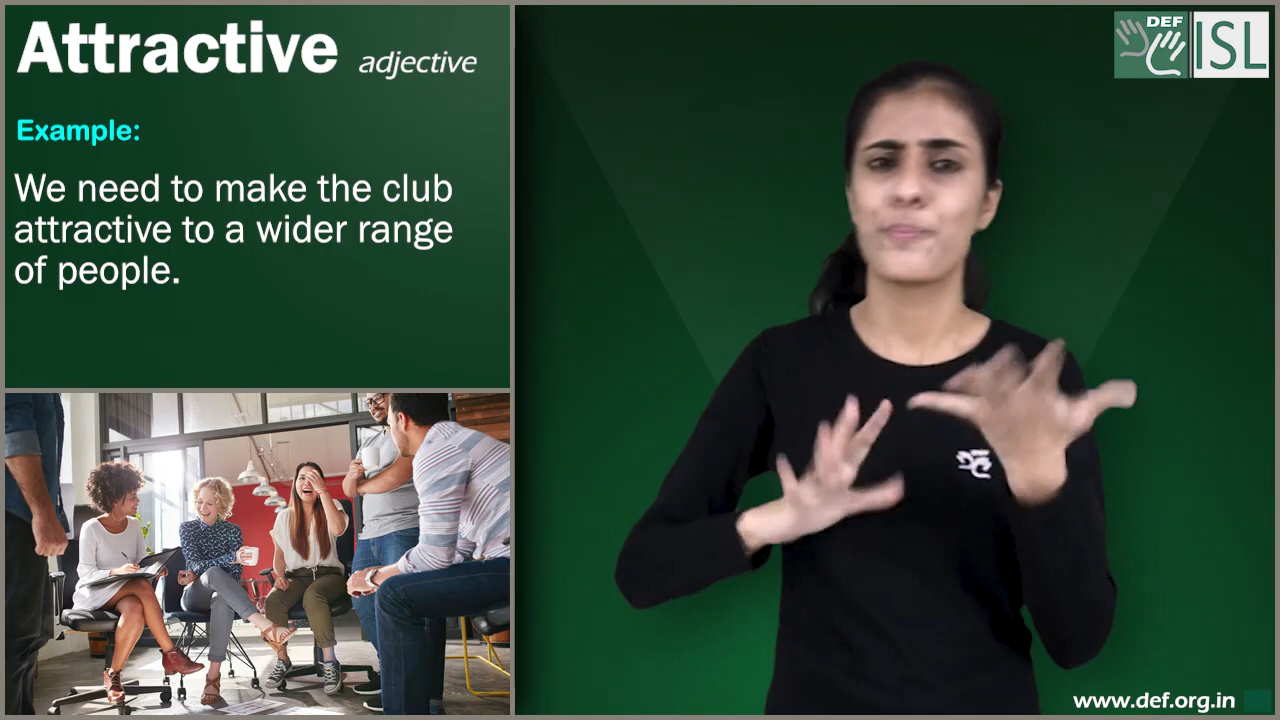 Attractive adjective
Example:
We need to make the club
attractive to a wider range
of people.
DEF
ISL
www.def.org.in